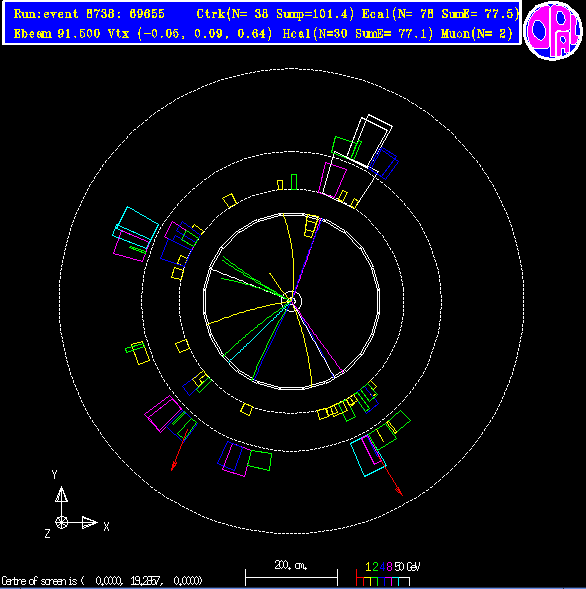 Run:event 8738: 69655 Ctrk(N= 38 Sump=101.4) Ecal(N= 78 SumE= 77.5)
Ebeam 91.500 Vtx (-0.05, 0.09, 0.64) Hcal(N=30 SumE= 77.1) Muon(N= 2)
OPAL
Y
X
Z
200. cm.
1 2 4 8 50 GeV
Centre of screen is ( 0.0000, 19.2857, 0.0000)